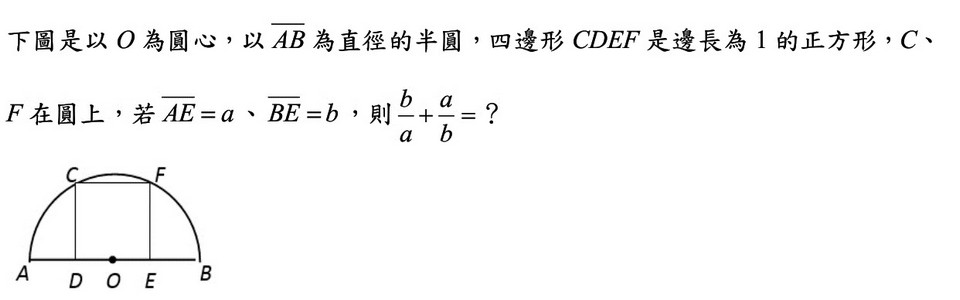 下圖是以 O 為圓心，以 \overline{AB} 為直徑的半圓，四邊形 CDEF 是邊長為 1 的正方形，C、
F 在圓上，若 \overline{AE} = a、\overline{BE} = b，則 \frac{b}{a} + \frac{a}{b} = ？
C F
A D O E B